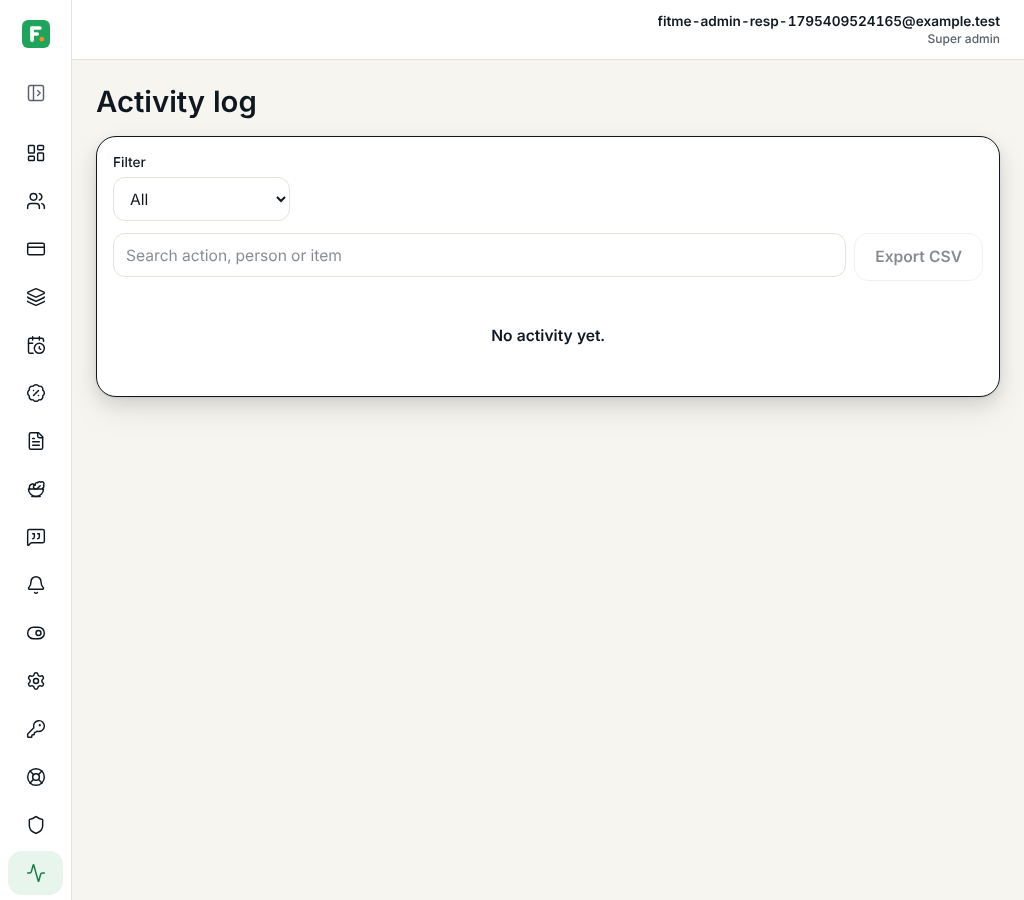 F.
fitme-admin-resp-1795409524165@example.test
Super admin
Activity log
Filter
All
Search action, person or item
Export CSV
No activity yet.